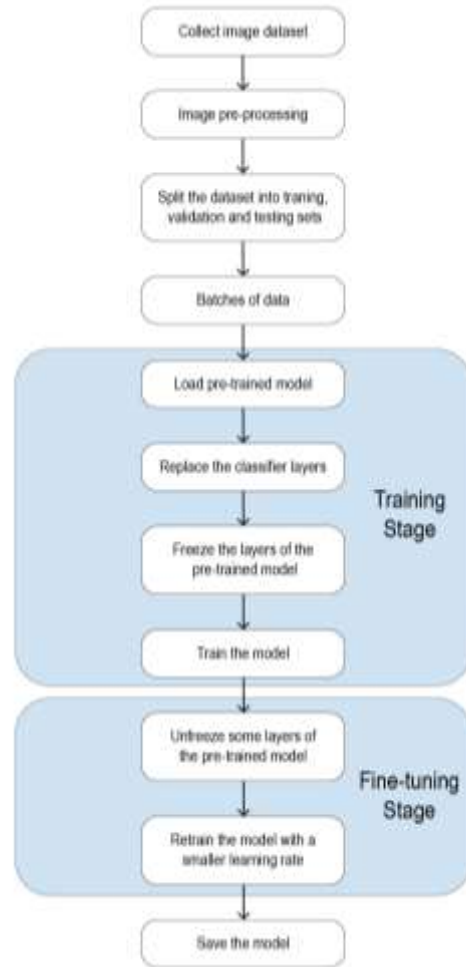 Collect image dataset
Image pre-processing
Split the dataset into traning,
validation and testing sets
Batches of data
Load pre-trained model
Replace the classifier layers
Freeze the layers of the
pre-trained model
Train the model
Training
Stage
Unfreeze some layers of
the pre-trained model
Retrain the model with a
smaller learning rate
Fine-tuning
Stage
Save the model